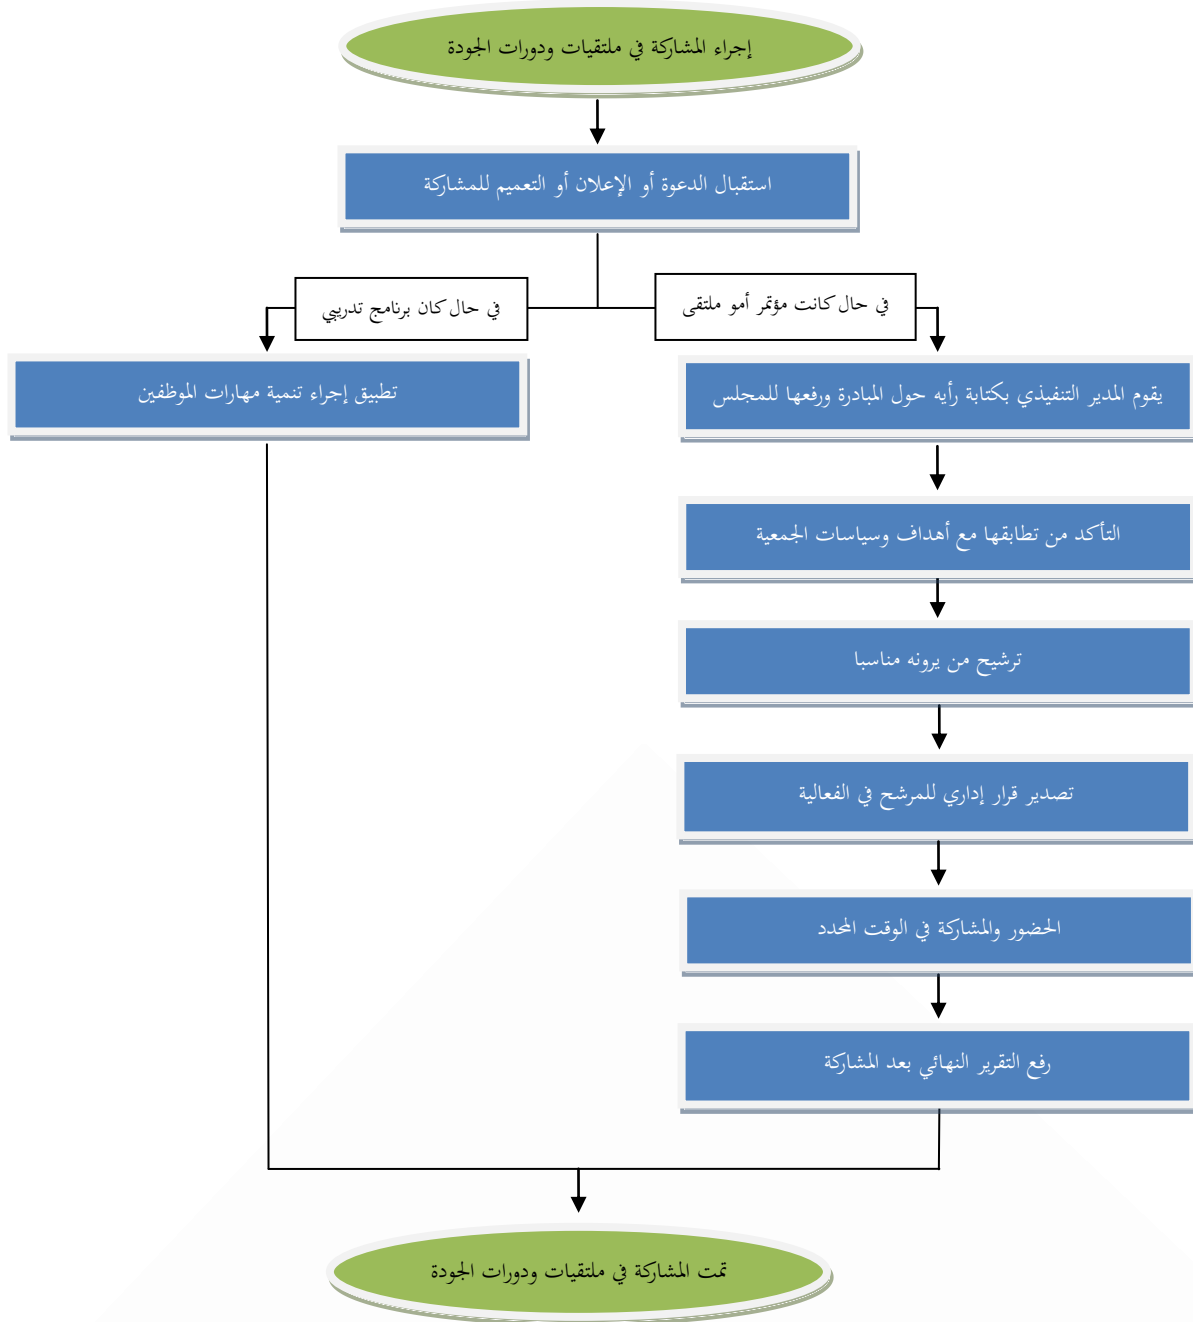 إجراء المشاركة في ملتقيات ودورات الجودة
استقبال الدعوة أو الإعلان أو التعميم للمشاركة
في حال كانت مؤتمر أمو ملتقى
في حال كان برنامج تدريبي
يقوم المدير التنفيذي بكتابة رأيه حول المبادرة ورفعها للمجلس
تطبيق إجراء تنمية مهارات الموظفين
التأكد من تطابقها مع أهداف وسياسات الجمعية
ترشيح من يرونه مناسبا
تصدير قرار إداري للمرشح في الفعالية
الحضور والمشاركة في الوقت المحدد
رفع التقرير النهائي بعد المشاركة
تمت المشاركة في ملتقيات ودورات الجودة